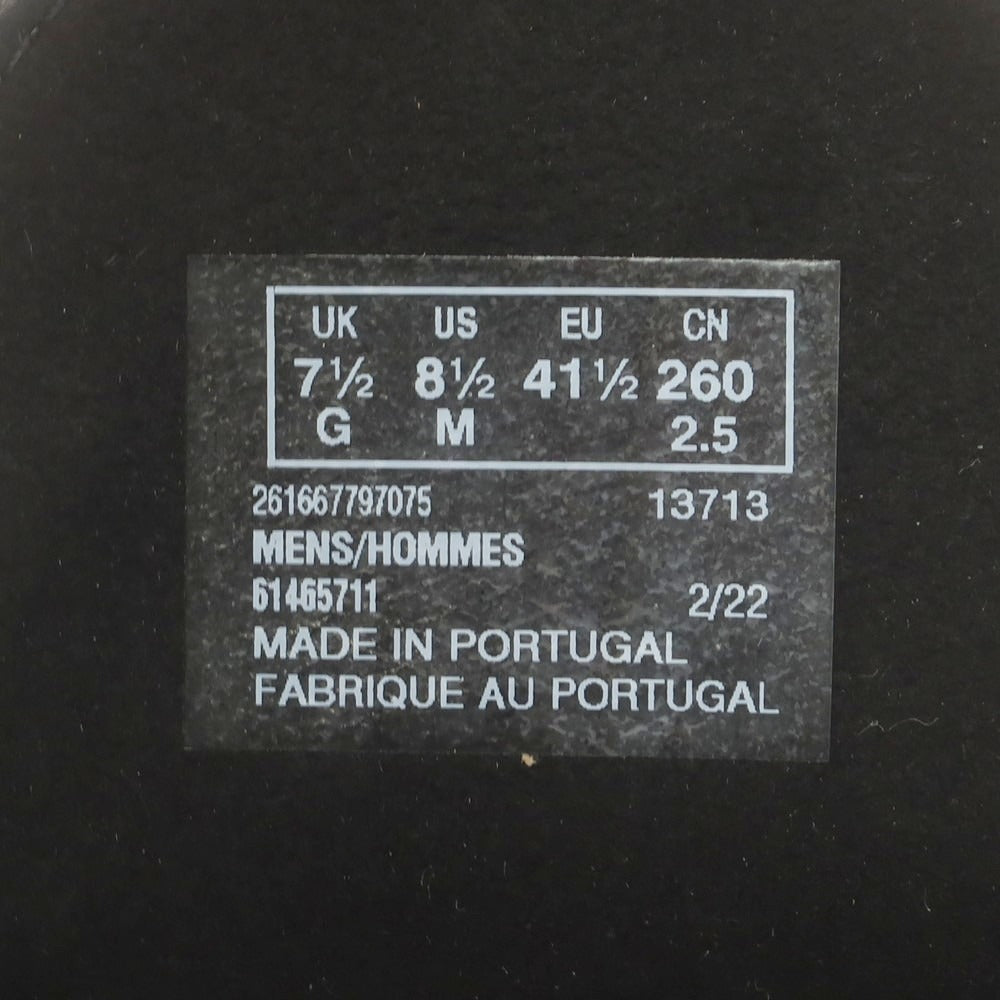 UK US EU CN
7½ 8½ 41½ 260
G M 2.5
261667797075 13713
MENS/HOMMES
61465711 2/22
MADE IN PORTUGAL
FABRIQUE AU PORTUGAL